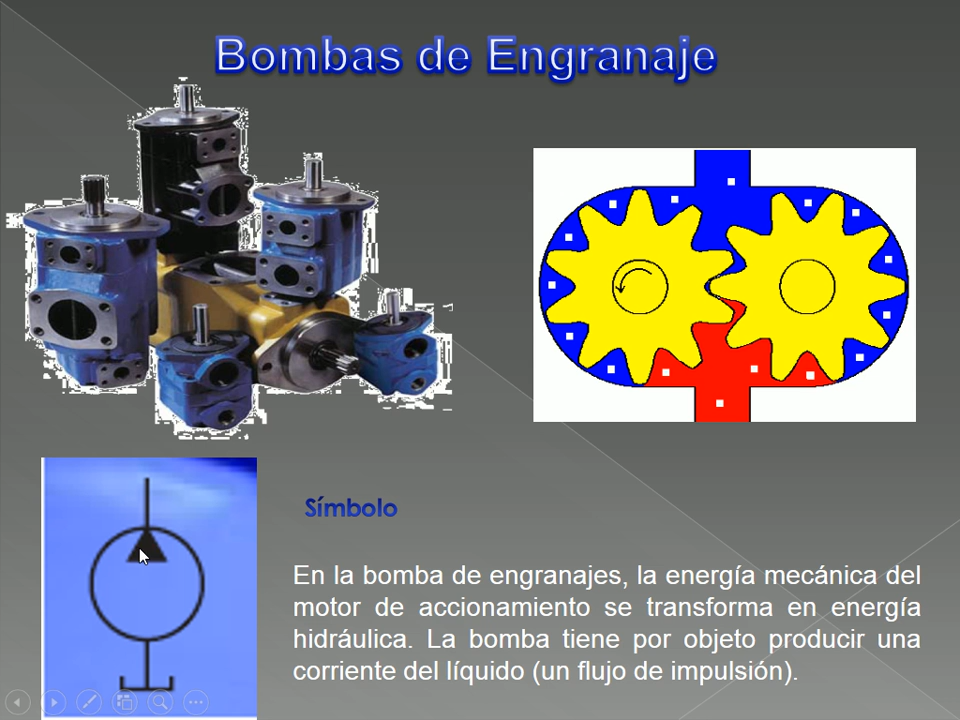 Bombas de Engranaje
Símbolo
En la bomba de engranajes, la energía mecánica del
motor de accionamiento se transforma en energía
hidráulica. La bomba tiene por objeto producir una
corriente del líquido (un flujo de impulsión).